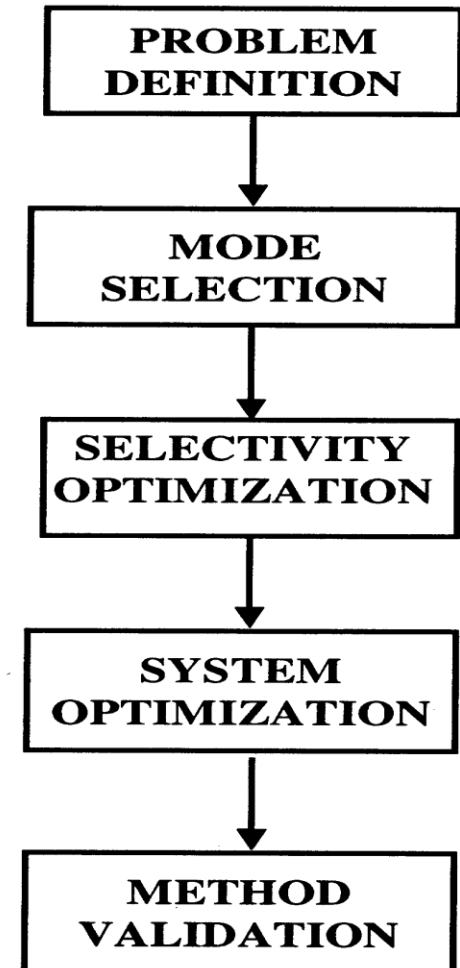 PROBLEM
DEFINITION
MODE
SELECTION
SELECTIVITY
OPTIMIZATION
SYSTEM
OPTIMIZATION
METHOD
VALIDATION